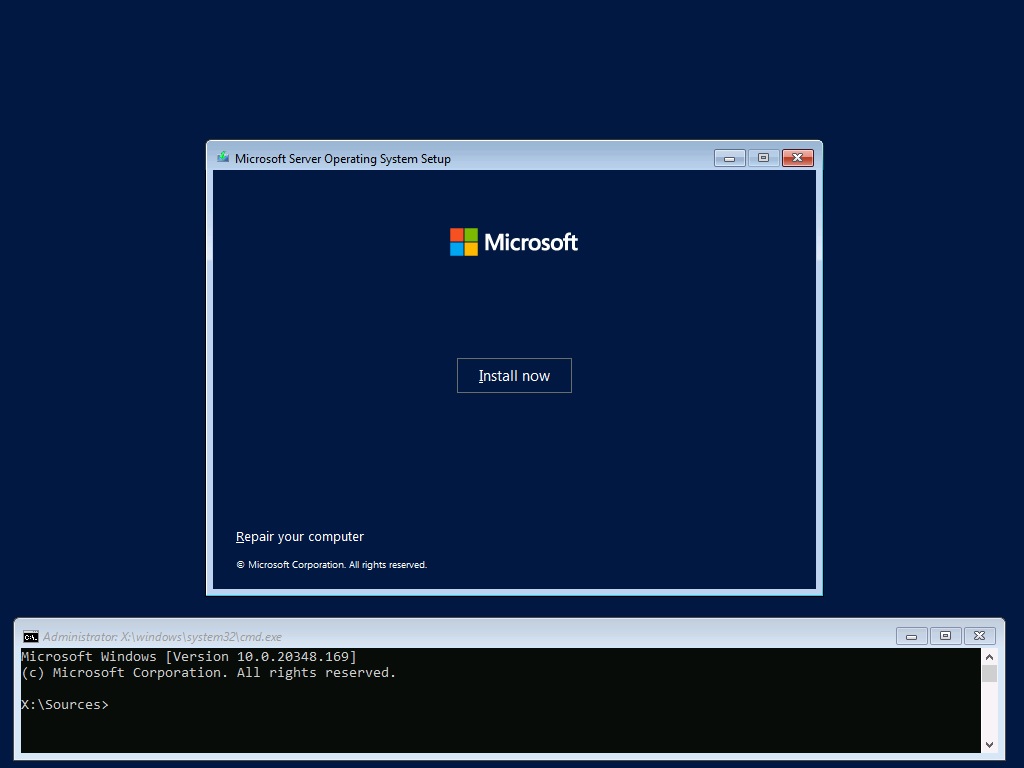 Microsoft Server Operating System Setup
Microsoft
Install now
Repair your computer
© Microsoft Corporation. All rights reserved.
Administrator: X:\windows\system32\cmd.exe
Microsoft Windows [Version 10.0.20348.169]
(c) Microsoft Corporation. All rights reserved.
X:\Sources>